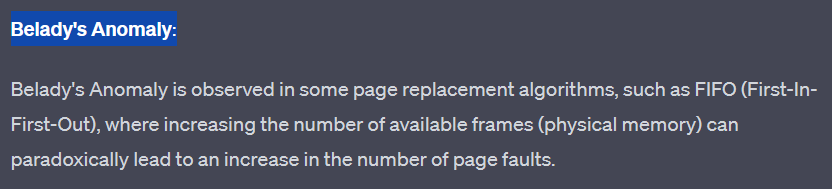 Belady's Anomaly:
Belady's Anomaly is observed in some page replacement algorithms, such as FIFO (First-In-
First-Out), where increasing the number of available frames (physical memory) can
paradoxically lead to an increase in the number of page faults.